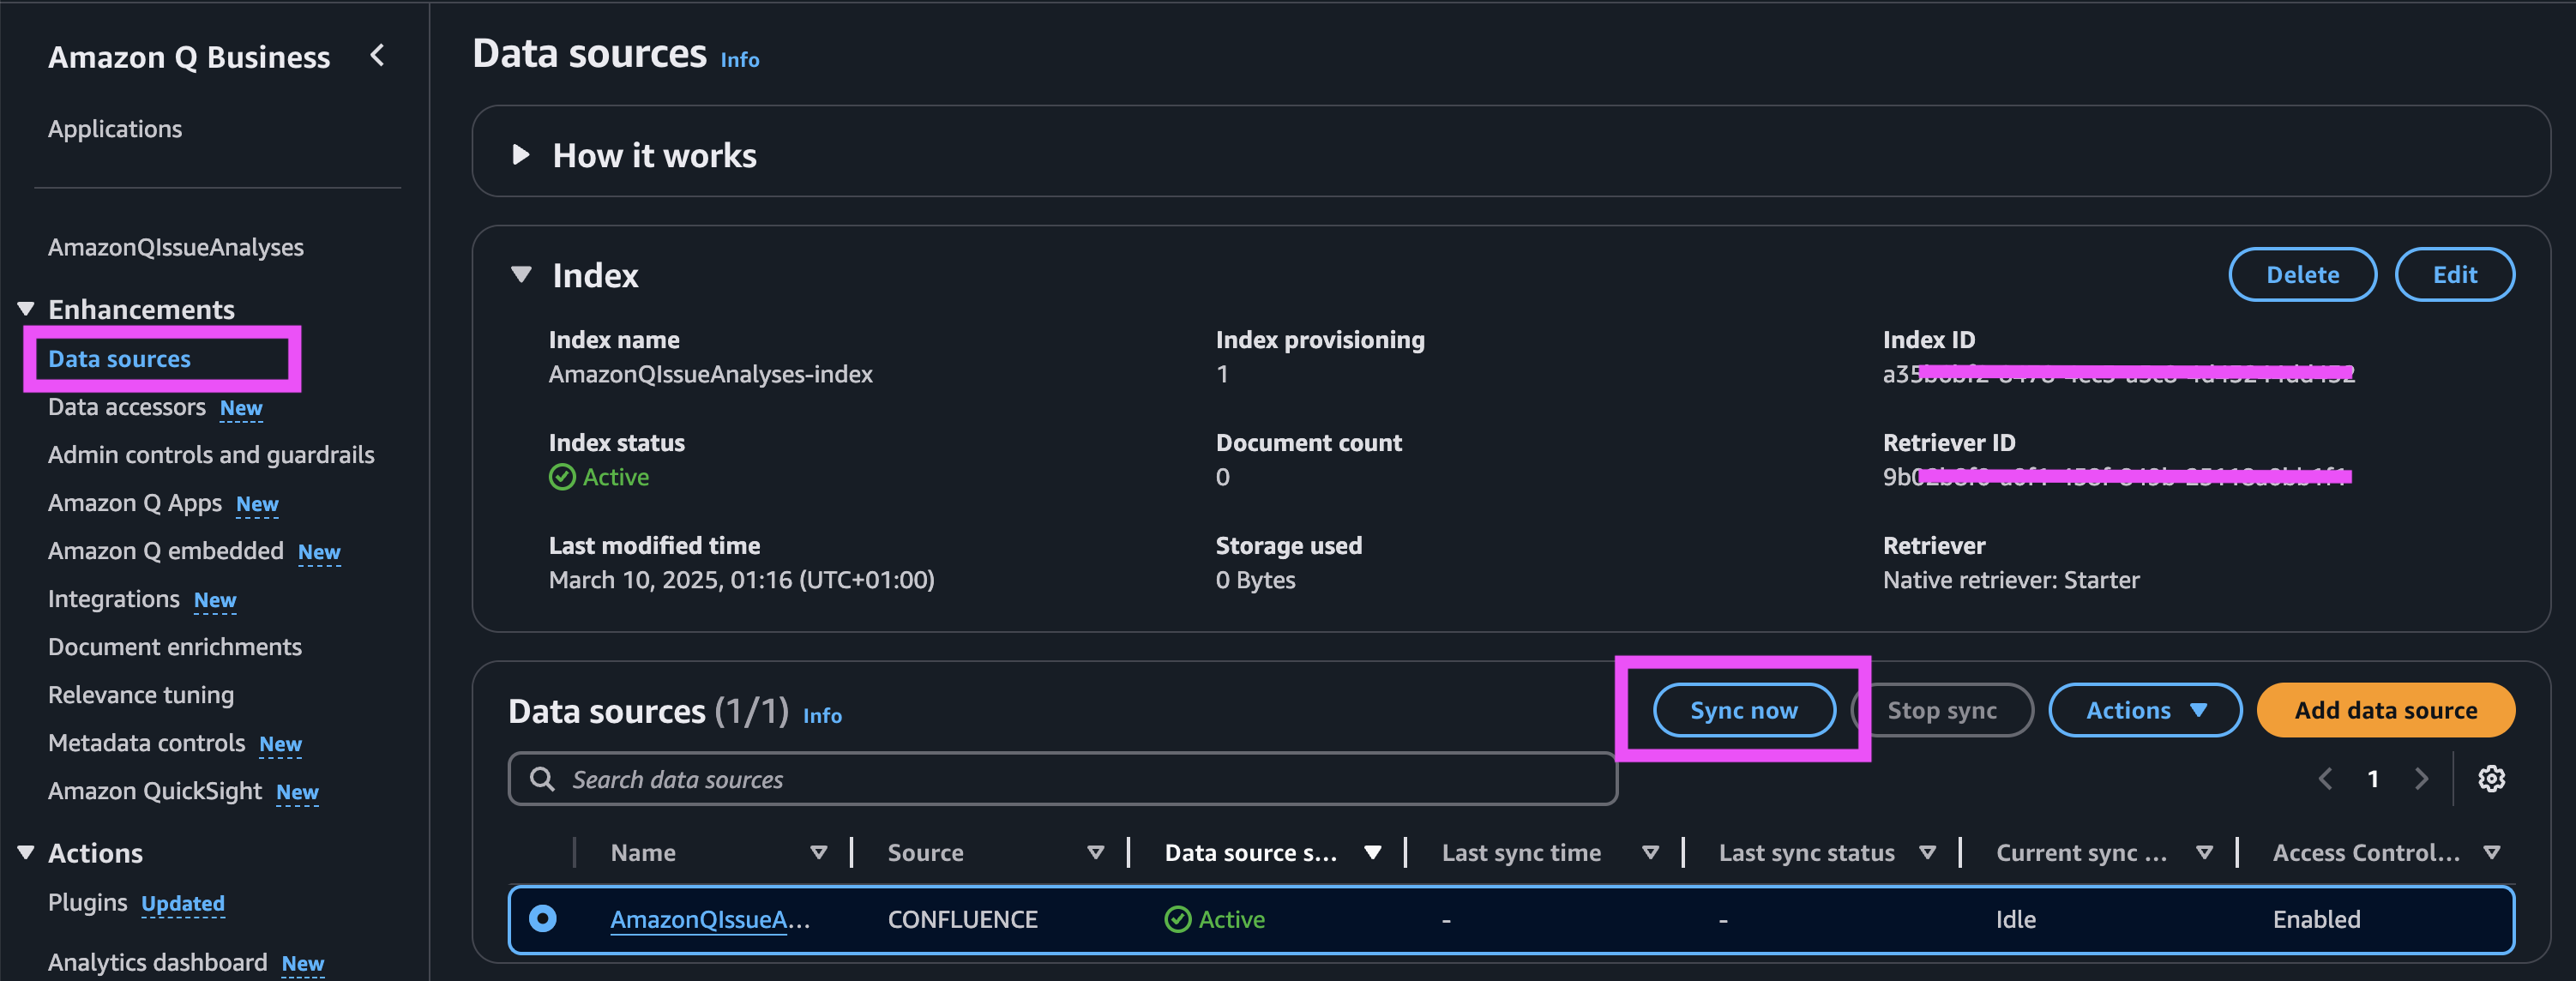 Amazon Q Business
Applications
AmazonQIssueAnalyses
Enhancements
Data sources
Data accessors New
Admin controls and guardrails
Amazon Q Apps New
Amazon Q embedded New
Integrations New
Document enrichments
Relevance tuning
Metadata controls New
Amazon QuickSight New
Actions
Plugins Updated
Analytics dashboard New
Data sources Info
How it works
Index
Delete Edit
Index name Index provisioning Index ID
AmazonQIssueAnalyses-index 1
Index status Document count Retriever ID
Active 0
Last modified time Storage used Retriever
March 10, 2025, 01:16 (UTC+01:00) 0 Bytes Native retriever: Starter
Data sources (1/1) Info
Sync now Stop sync Actions Add data source
Search data sources
1
Name Source Data source s... Last sync time Last sync status Current sync ... Access Control...
AmazonQIssueA... CONFLUENCE Active - - Idle Enabled